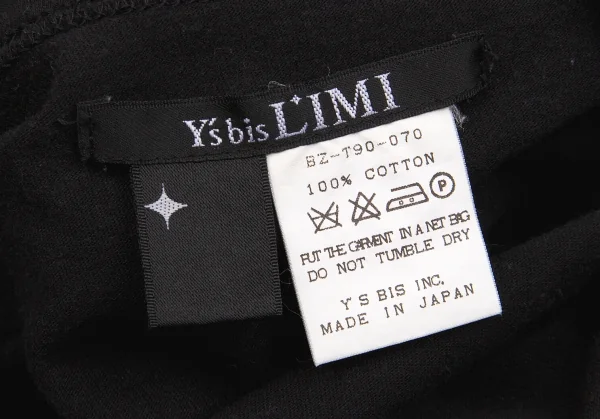 Y's bis L'IMI
BZ-T90-070
100% COTTON
P
PUT THE GARMENT IN A NET BAG
DO NOT TUMBLE DRY
Y'S BIS INC.
MADE IN JAPAN